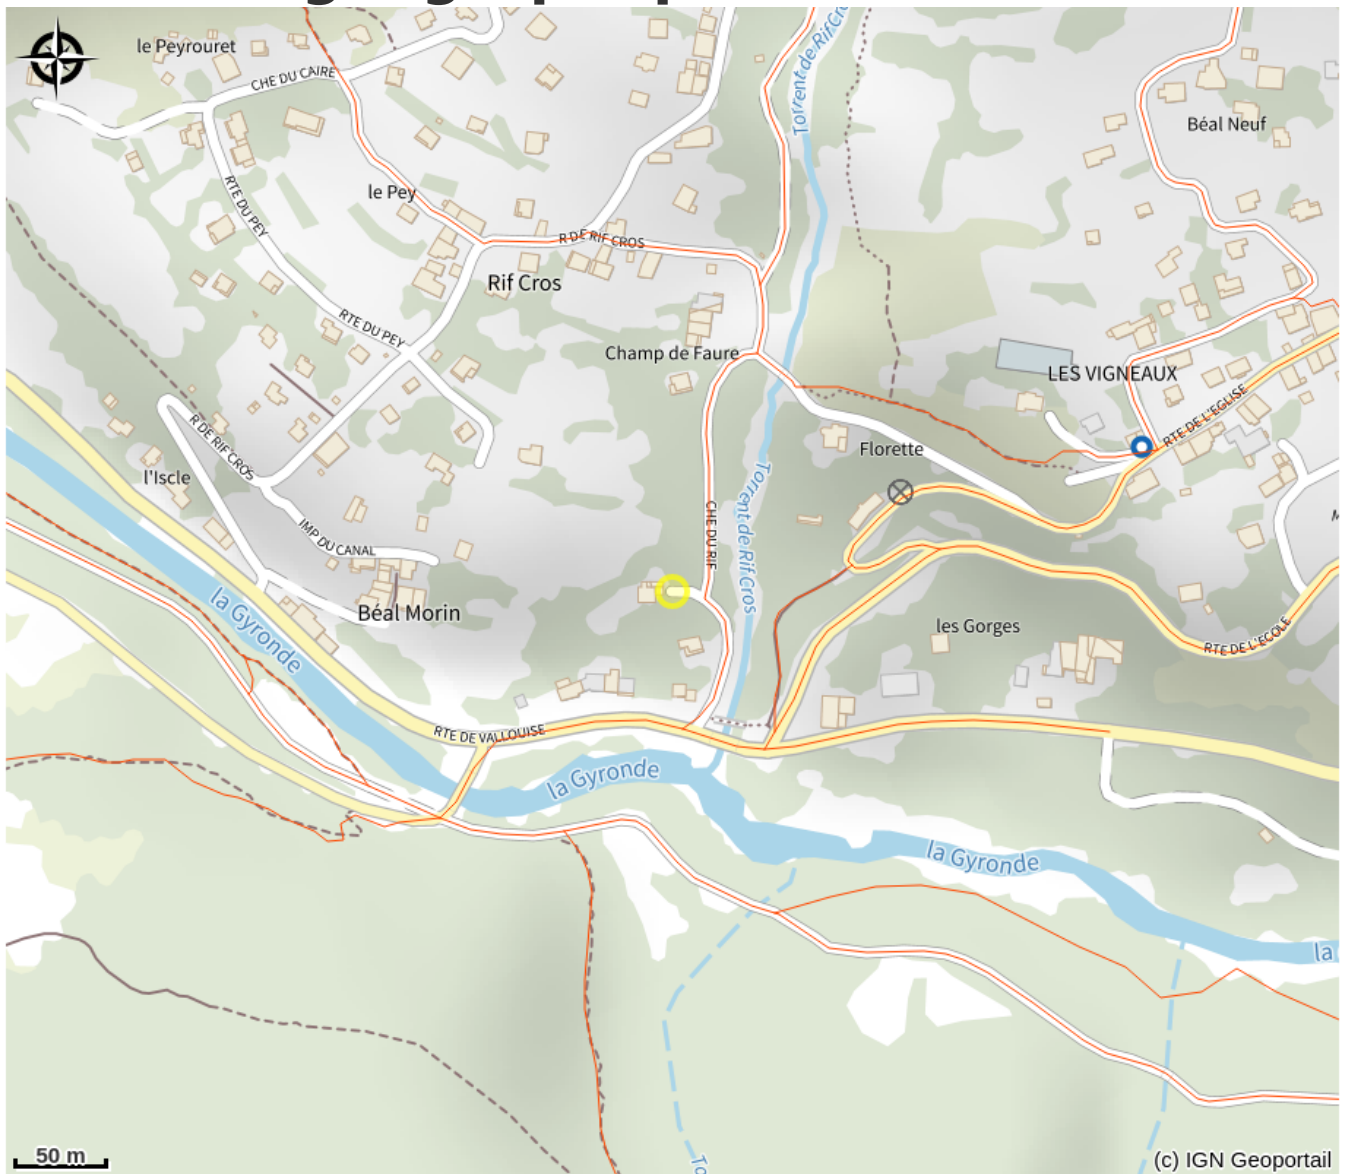 le Peyrouret
CHE DU CAIRE
Torrent de Rif Cros
Béal Neuf
le Pey
RTE DU PEY
R DE RIF CROS
Rif Cros
RTE DU PEY
Champ de Faure
LES VIGNEAUX
RTE DE L'EGLISE
R DE RIF CROS
Florette
l'Iscle
Torrent de Rif Cros
CHE DU RIF
IMP DU CANAL
la Gyronde
Béal Morin
les Gorges
RTE DE L'ECOLE
RTE DE VALLOUISE
la Gyronde
la Gyronde
la
50 m
(c) IGN Geoportail